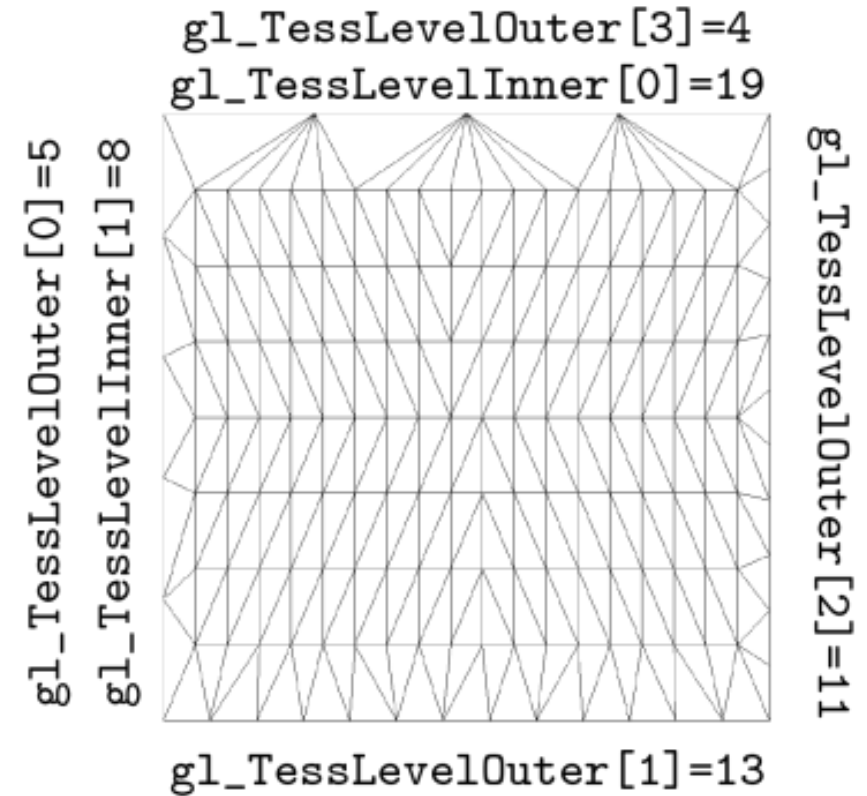 gl_TessLevelOuter[3]=4
gl_TessLevelInner[0]=19
gl_TessLevelOuter[0]=5
gl_TessLevelInner[1]=8
gl_TessLevelOuter[2]=11
gl_TessLevelOuter[1]=13